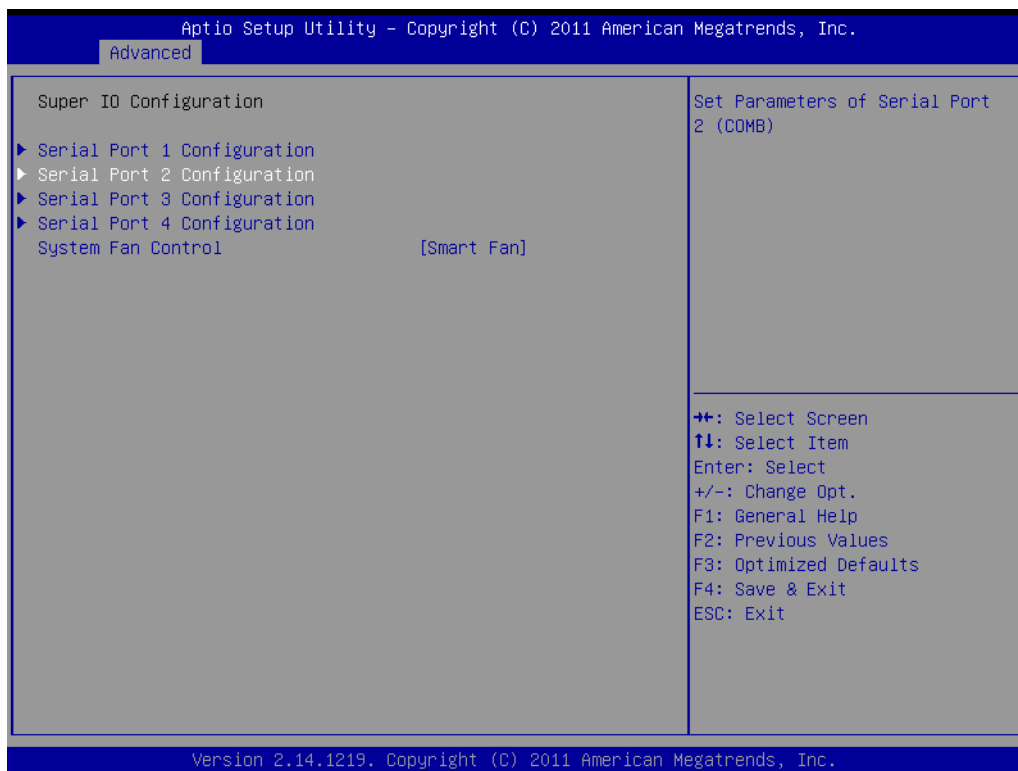 Aptio Setup Utility – Copyright (C) 2011 American Megatrends, Inc.
Advanced
Super IO Configuration
Serial Port 1 Configuration
Serial Port 2 Configuration
Serial Port 3 Configuration
Serial Port 4 Configuration
System Fan Control [Smart Fan]
Set Parameters of Serial Port
2 (COMB)
→←: Select Screen
↑↓: Select Item
Enter: Select
+/-: Change Opt.
F1: General Help
F2: Previous Values
F3: Optimized Defaults
F4: Save & Exit
ESC: Exit
Version 2.14.1219. Copyright (C) 2011 American Megatrends, Inc.